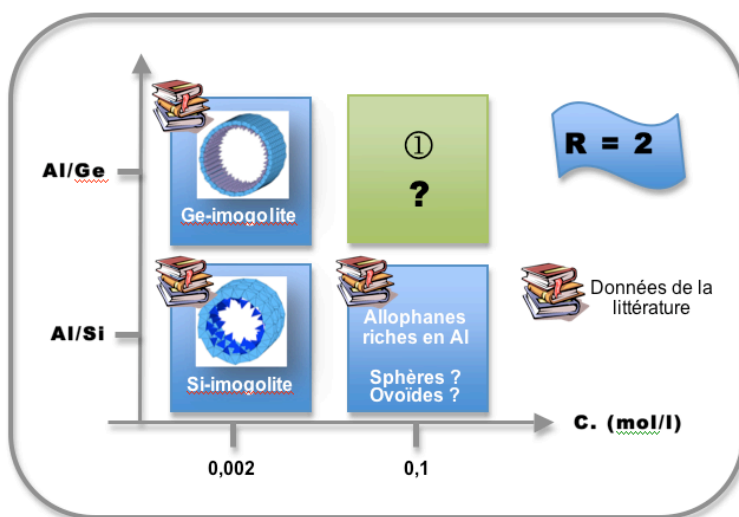 Al/Ge
Ge-imogolite
①
?
R = 2
Al/Si
Si-imogolite
Allophanes
riches en Al
Sphères ?
Ovoïdes ?
Données de la
littérature
C. (mol/l)
0,002
0,1